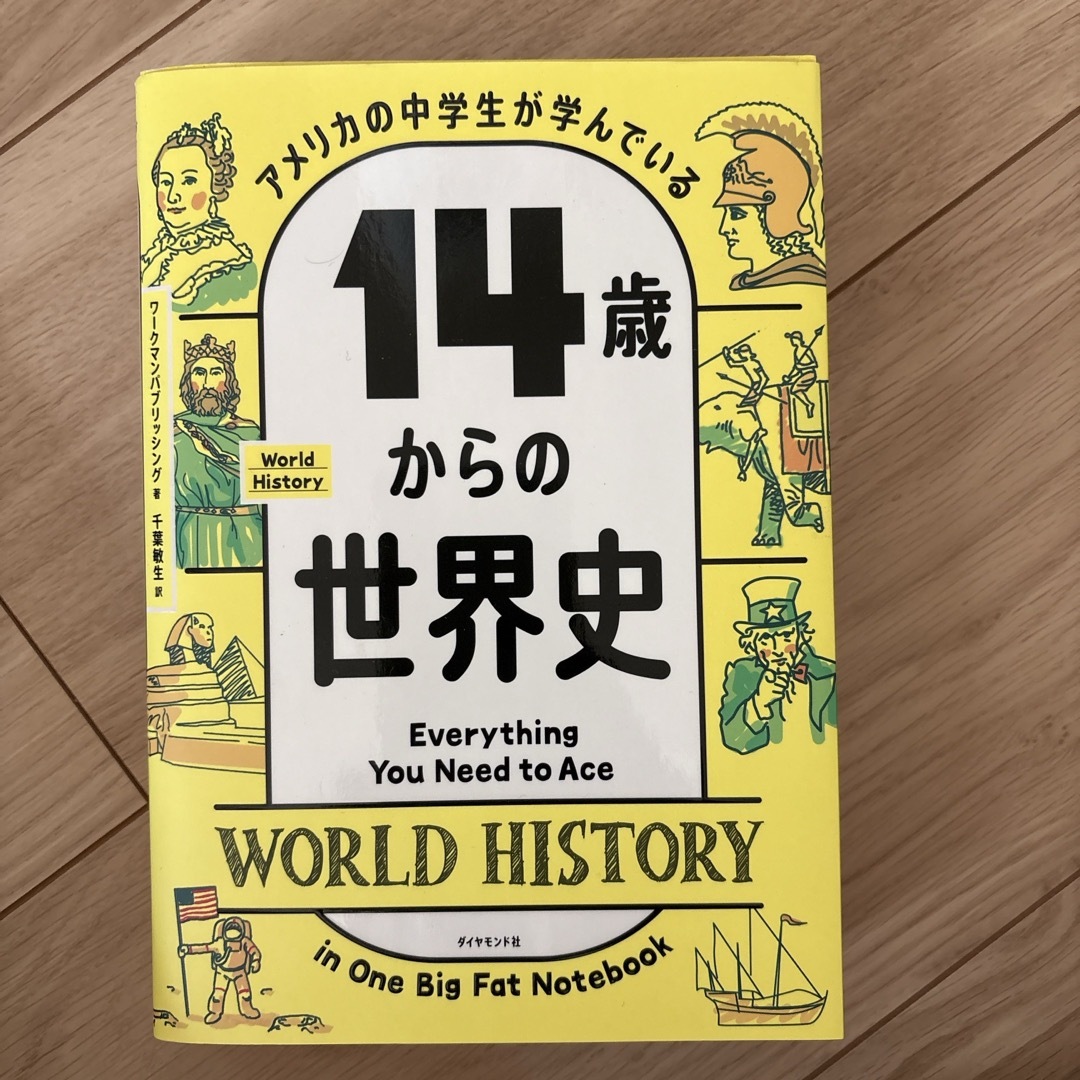 アメリカの中学生が学んでいる
14歳
からの
世界史
World
History
ワークマンパブリッシング 著 千葉敏生 訳
Everything
You Need to Ace
WORLD HISTORY
in One Big Fat Notebook
ダイヤモンド社